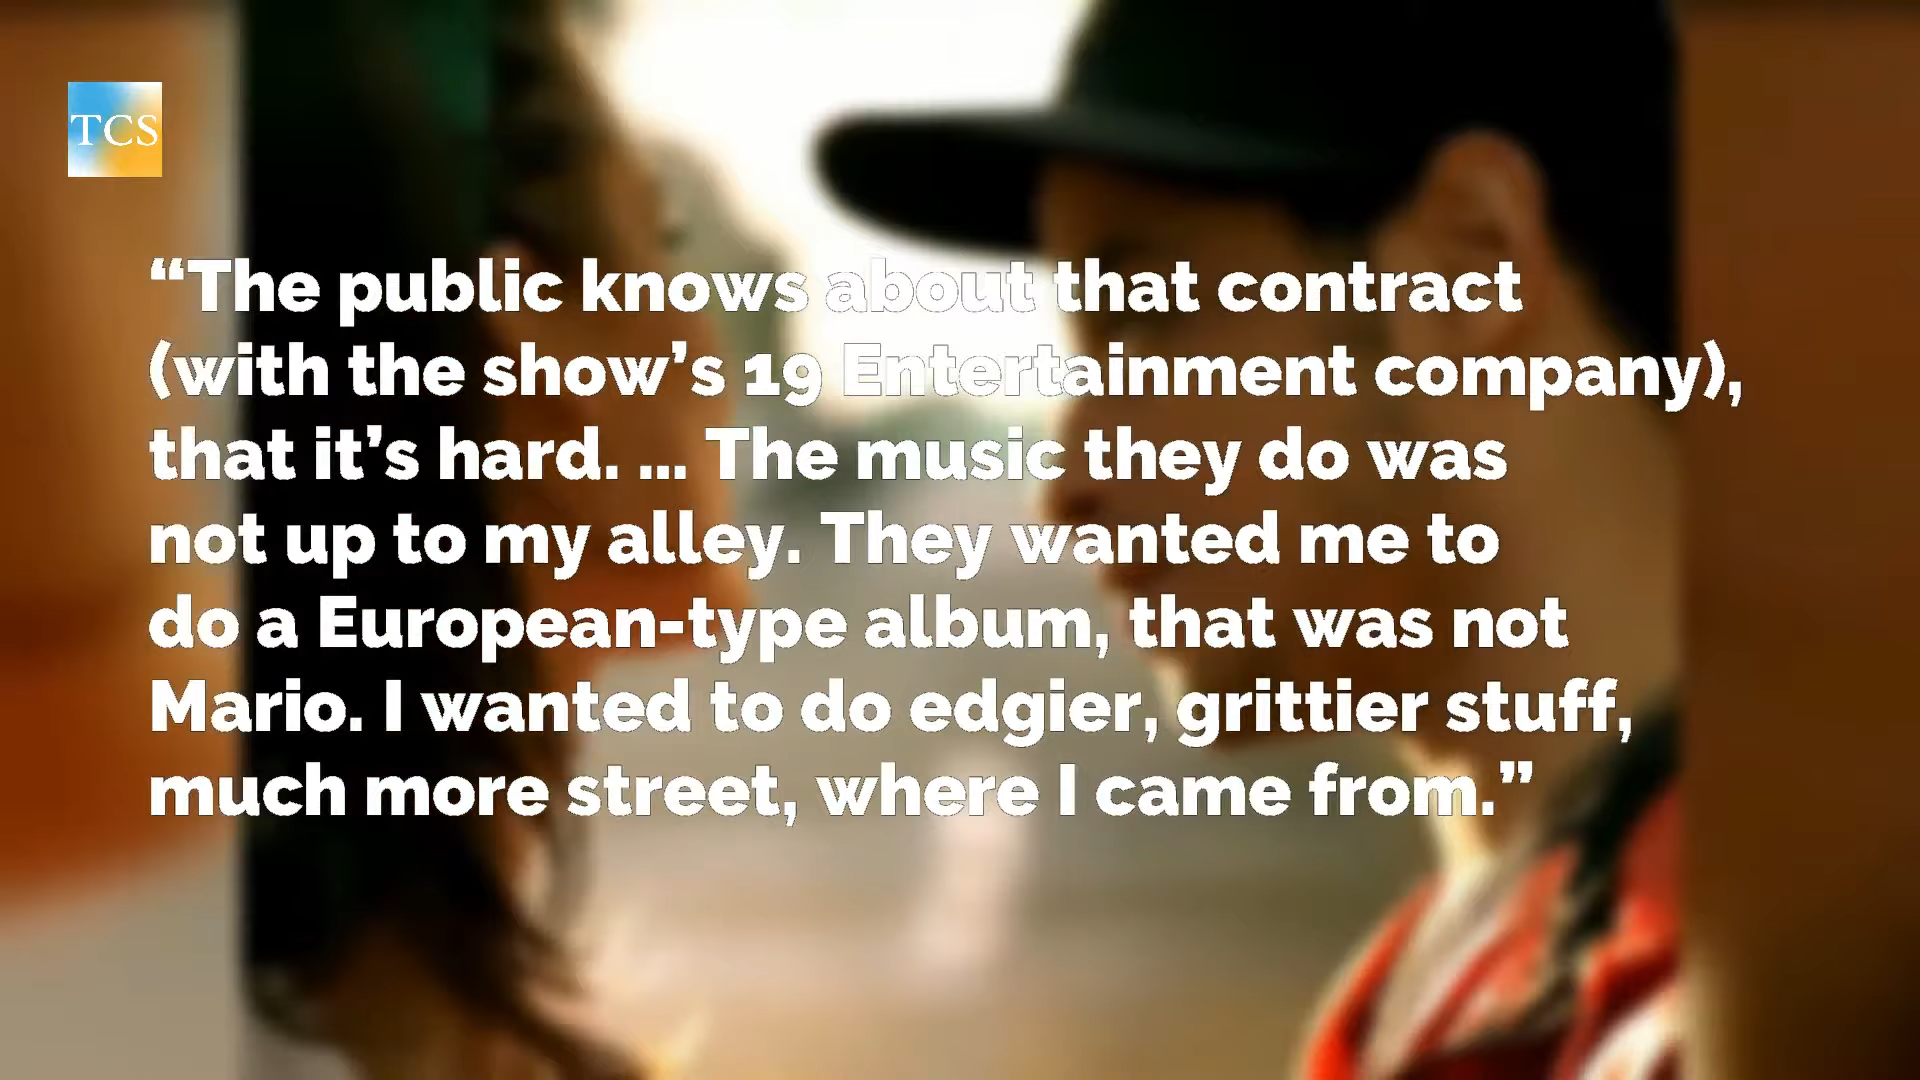 TCS
“The public knows about that contract
(with the show’s 19 Entertainment company),
that it’s hard. ... The music they do was
not up to my alley. They wanted me to
do a European-type album, that was not
Mario. I wanted to do edgier, grittier stuff,
much more street, where I came from.”